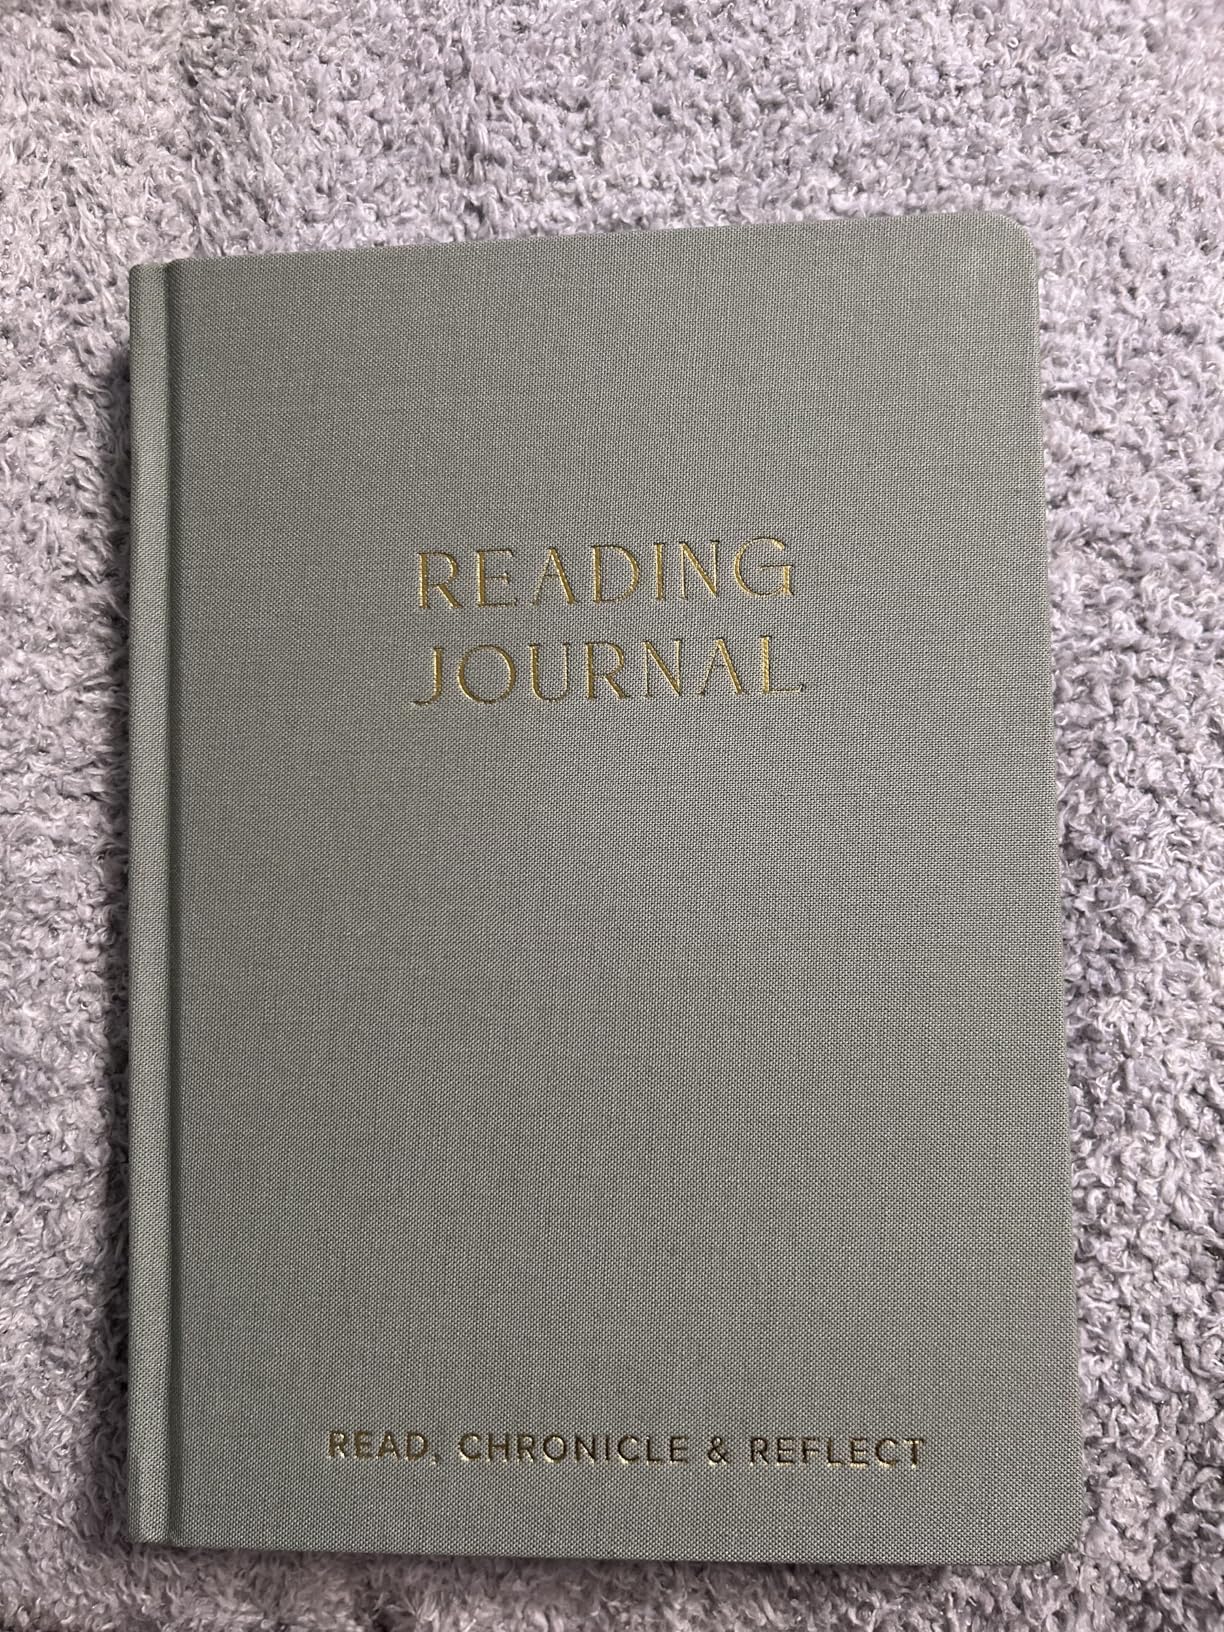 READING
JOURNAL
READ, CHRONICLE & REFLECT